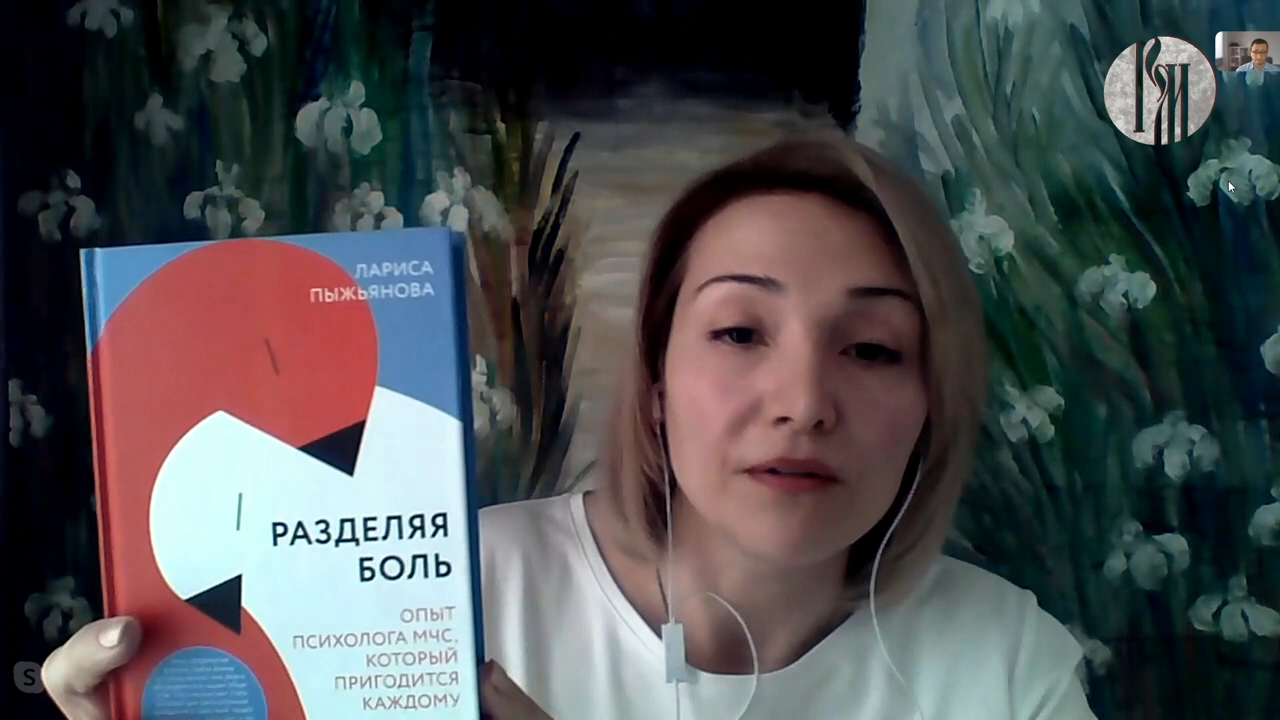 ЛАРИСА
ПЫЖЬЯНОВА
РАЗДЕЛЯЯ
БОЛЬ
ОПЫТ
ПСИХОЛОГА МЧС,
КОТОРЫЙ
ПРИГОДИТСЯ
КАЖДОМУ
S